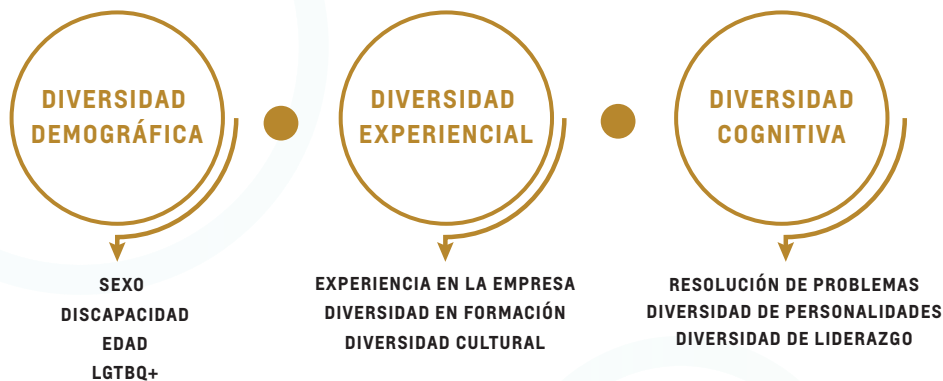 DIVERSIDAD
DEMOGRÁFICA
SEXO
DISCAPACIDAD
EDAD
LGTBQ+
DIVERSIDAD
EXPERIENCIAL
EXPERIENCIA EN LA EMPRESA
DIVERSIDAD EN FORMACIÓN
DIVERSIDAD CULTURAL
DIVERSIDAD
COGNITIVA
RESOLUCIÓN DE PROBLEMAS
DIVERSIDAD DE PERSONALIDADES
DIVERSIDAD DE LIDERAZGO